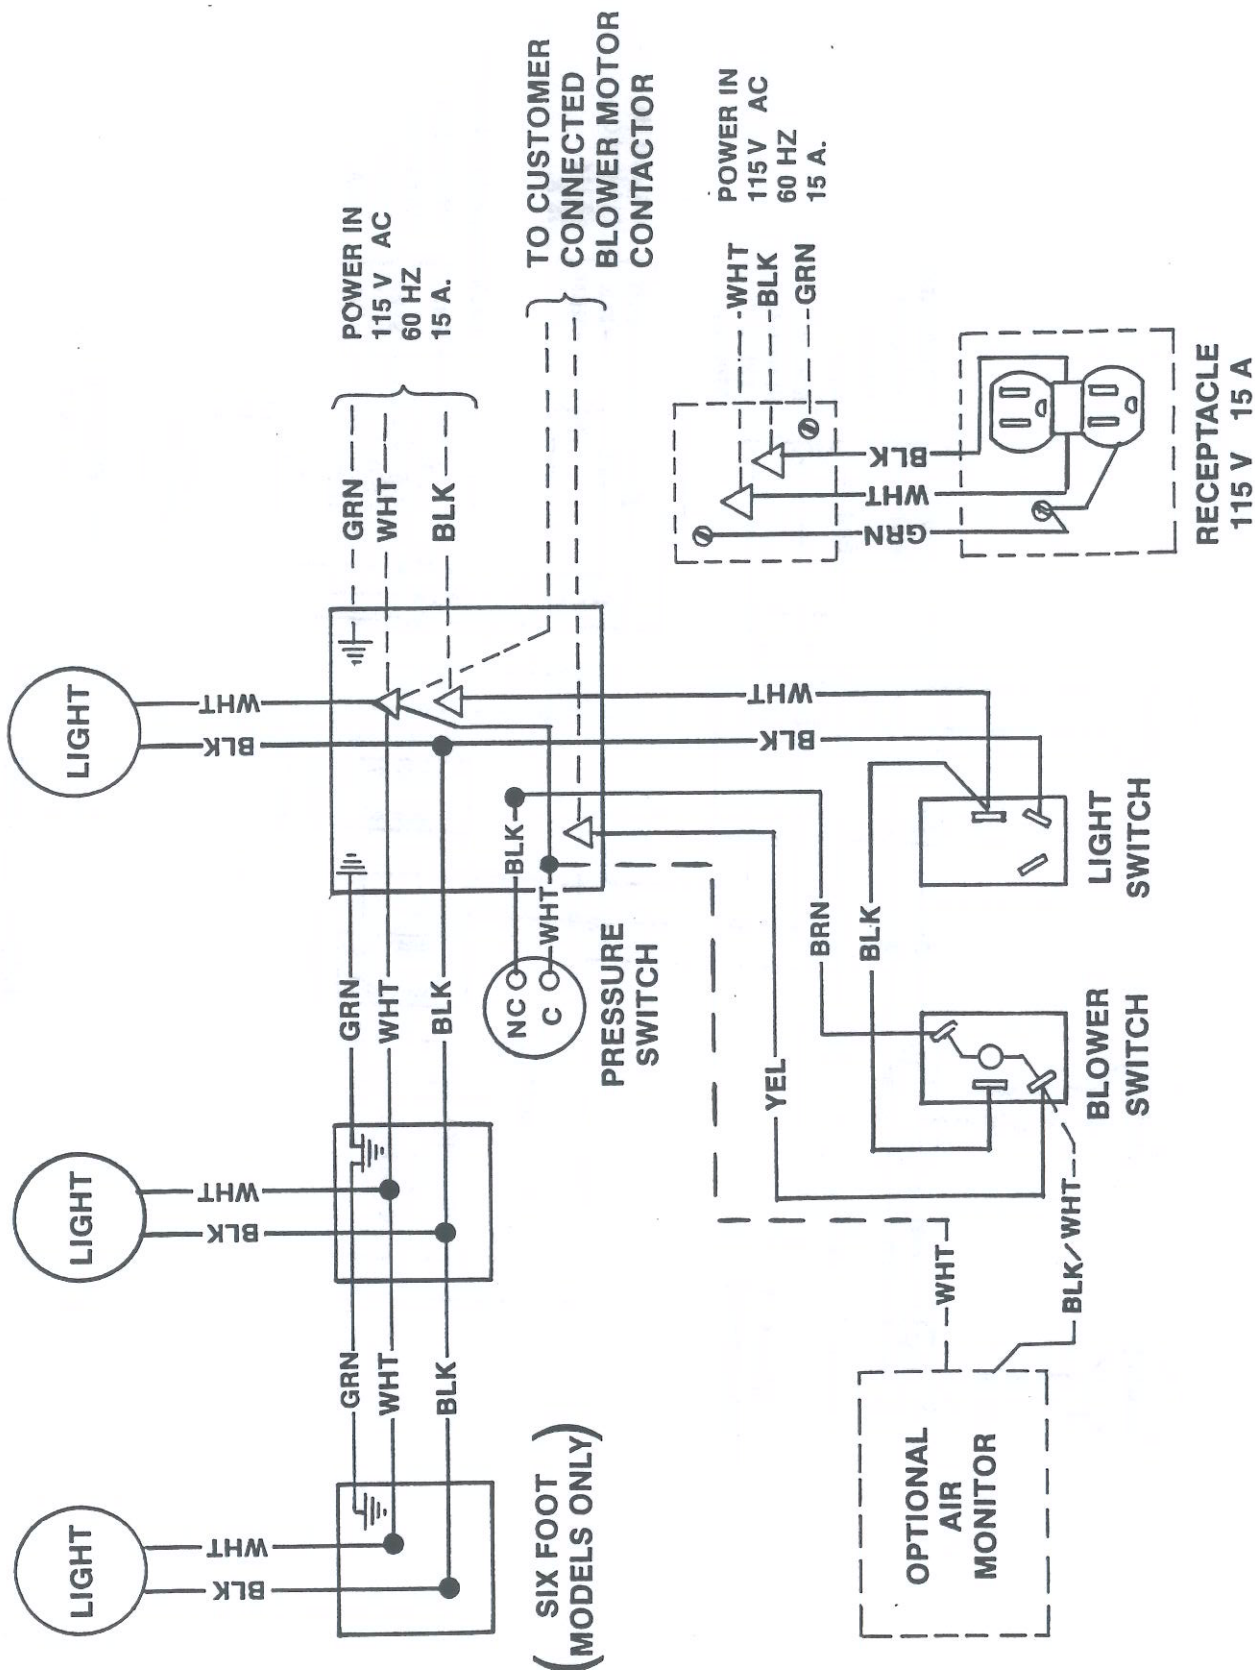 LIGHT
LIGHT
LIGHT
BLK
WHT
BLK
WHT
BLK
WHT
GRN
GRN
GRN
WHT
WHT
WHT
BLK
BLK
BLK
POWER IN
115 V AC
60 HZ
15 A.
(SIX FOOT
MODELS ONLY)
NC
C
BLK
WHT
PRESSURE
SWITCH
TO CUSTOMER
CONNECTED
BLOWER MOTOR
CONTACTOR
YEL
BRN
BLK
BLK
WHT
WHT
BLK
GRN
POWER IN
115 V AC
60 HZ
15 A.
GRN
WHT
BLK
OPTIONAL
AIR
MONITOR
WHT
BLK/WHT
BLOWER
SWITCH
LIGHT
SWITCH
RECEPTACLE
115 V 15 A